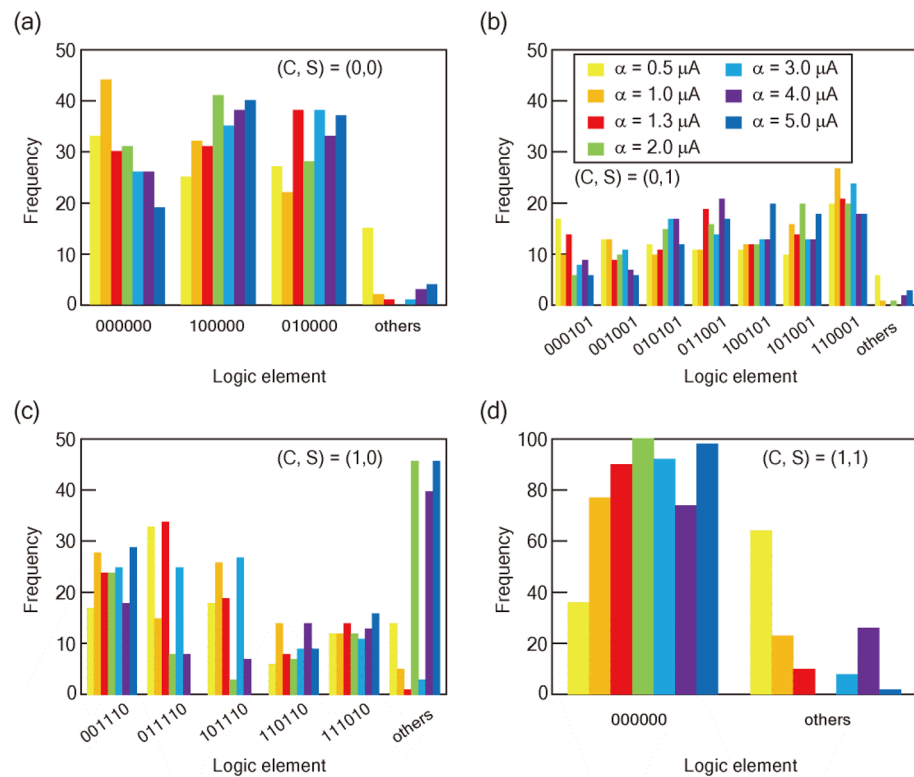 (a)
(C, S) = (0,0)
Frequency
50
40
30
20
10
0
000000 100000 010000 others
Logic element
(b)
α = 0.5 μA α = 3.0 μA
α = 1.0 μA α = 4.0 μA
α = 1.3 μA α = 5.0 μA
α = 2.0 μA
(C, S) = (0,1)
Frequency
50
40
30
20
10
0
000101 001001 010101 011001 100101 101001 110001 others
Logic element
(c)
(C, S) = (1,0)
Frequency
50
40
30
20
10
0
001110 011110 101110 110110 111010 others
Logic element
(d)
(C, S) = (1,1)
Frequency
100
80
60
40
20
0
000000 others
Logic element